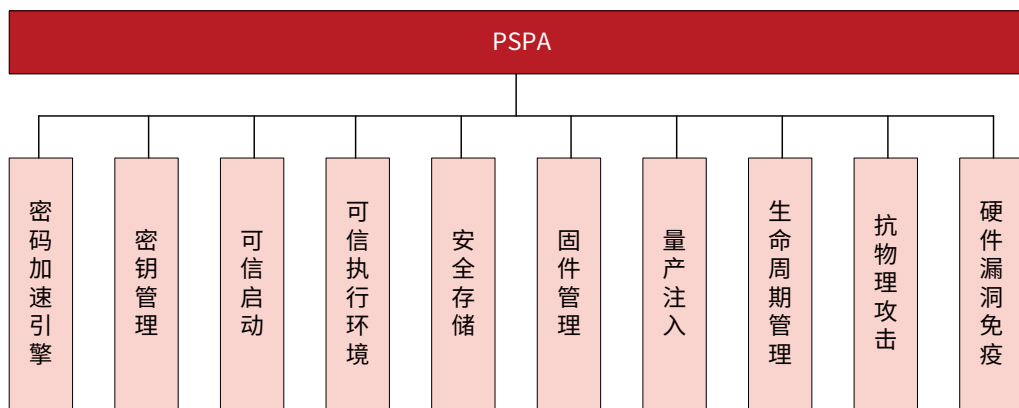 PSPA
密码加速引擎
密钥管理
可信启动
可信执行环境
安全存储
固件管理
量产注入
生命周期管理
抗物理攻击
硬件漏洞免疫